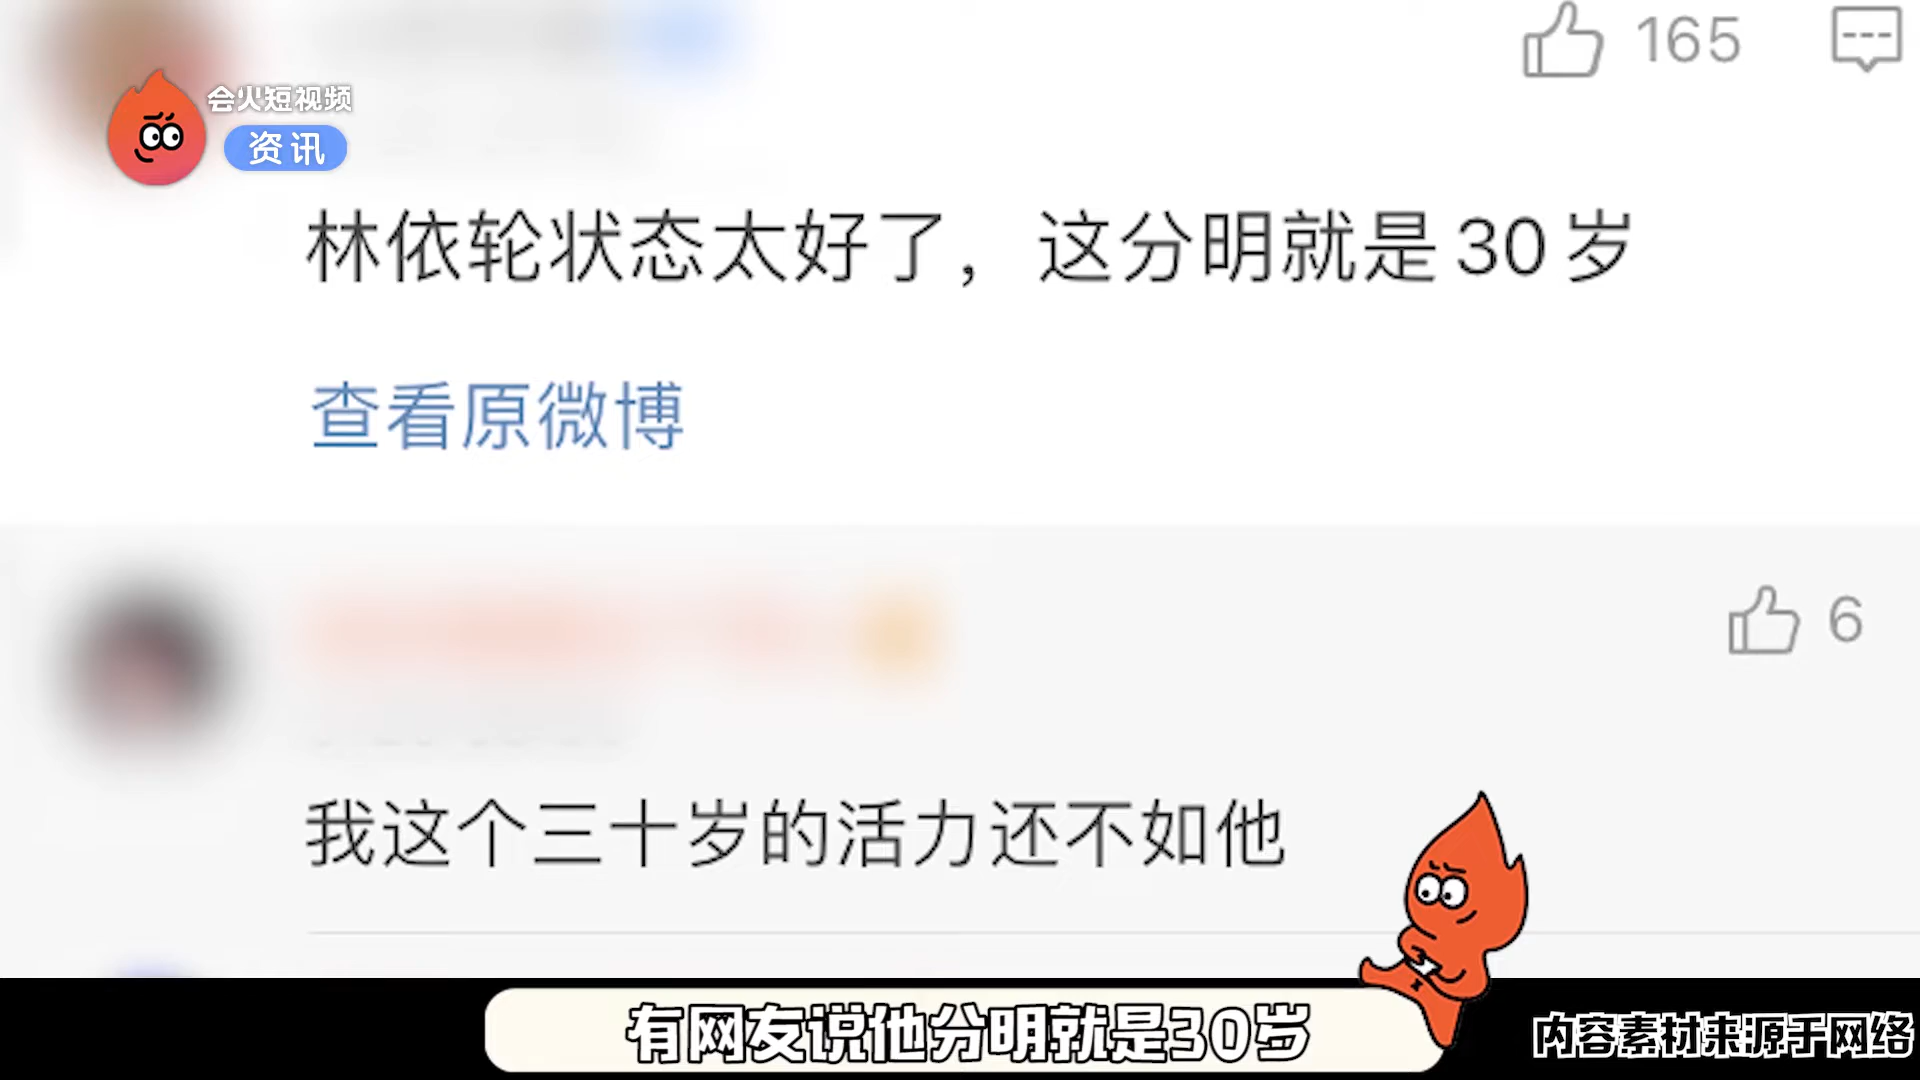 165
会火短视频
资讯
林依轮状态太好了，这分明就是30岁
查看原微博
6
我这个三十岁的活力还不如他
有网友说他分明就是30岁
内容素材来源于网络